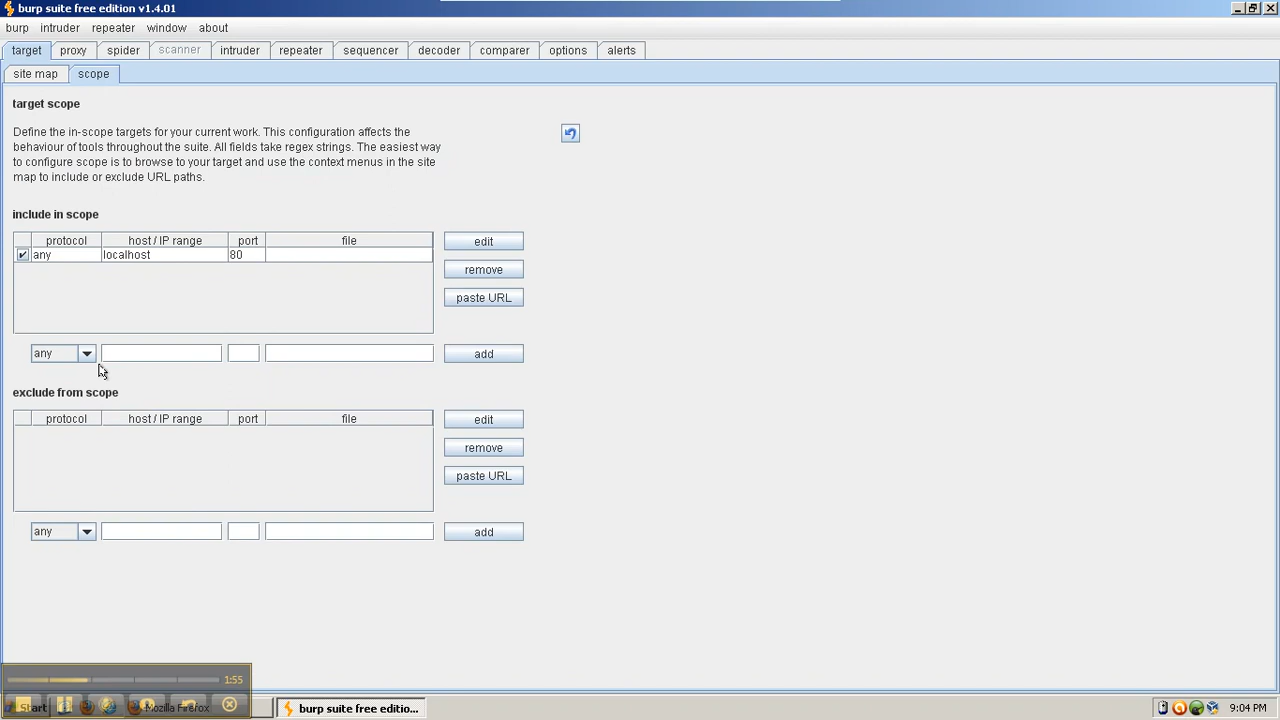 burp suite free edition v1.4.01
burp intruder repeater window about
target proxy spider scanner intruder repeater sequencer decoder comparer options alerts
site map scope
target scope
Define the in-scope targets for your current work. This configuration affects the
behaviour of tools throughout the suite. All fields take regex strings. The easiest way
to configure scope is to browse to your target and use the context menus in the site
map to include or exclude URL paths.
include in scope
protocol host / IP range port file
any localhost 80
edit
remove
paste URL
any
add
exclude from scope
protocol host / IP range port file
edit
remove
paste URL
any
add
1:55
Start
Mozilla Firefox
burp suite free editio...
9:04 PM